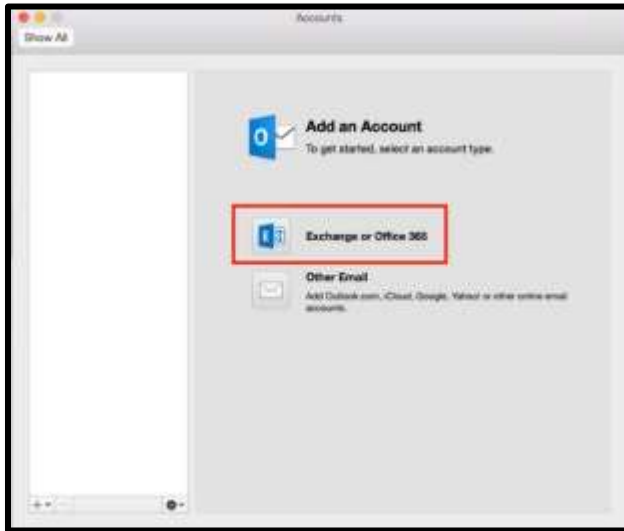 Accounts
Show All
Add an Account
To get started, select an account type.
Exchange or Office 365
Other Email
Add Outlook.com, iCloud, Google, Yahoo! or other online email
accounts.